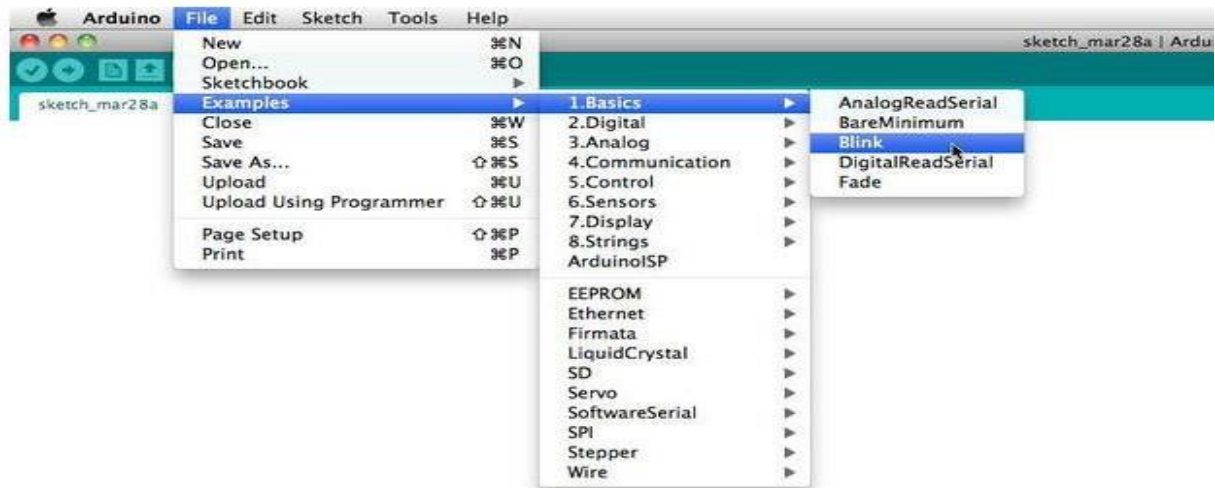 Arduino File Edit Sketch Tools Help
sketch_mar28a | Ardu
sketch_mar28a
New ⌘N
Open... ⌘O
Sketchbook
Examples
Close ⌘W
Save ⌘S
Save As... ⇧⌘S
Upload ⌘U
Upload Using Programmer ⇧⌘U
Page Setup ⇧⌘P
Print ⌘P
1.Basics
2.Digital
3.Analog
4.Communication
5.Control
6.Sensors
7.Display
8.Strings
ArduinoISP
EEPROM
Ethernet
Firmata
LiquidCrystal
SD
Servo
SoftwareSerial
SPI
Stepper
Wire
AnalogReadSerial
BareMinimum
Blink
DigitalReadSerial
Fade